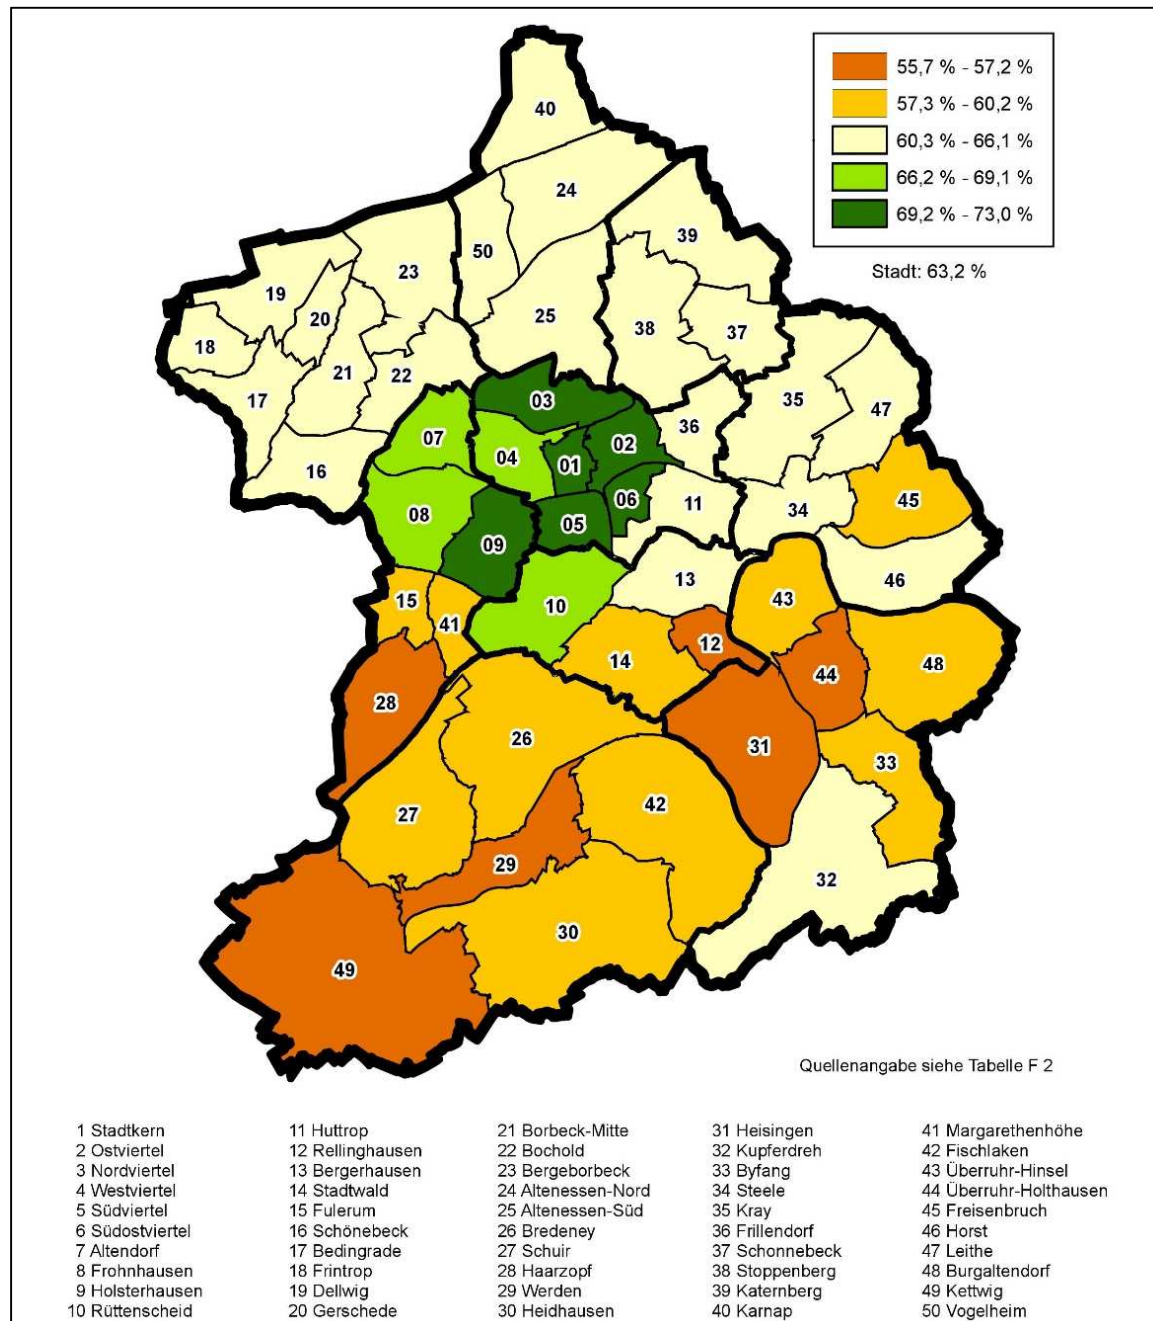 55,7 % - 57,2 %
57,3 % - 60,2 %
60,3 % - 66,1 %
66,2 % - 69,1 %
69,2 % - 73,0 %
Stadt: 63,2 %
40
24
39
50
23
19
25
20
38
37
18
21
22
35
47
17
03
36
07
02
04
01
16
06
11
45
08
34
05
09
46
13
43
15
10
41
12
14
48
44
28
26
31
33
42
27
29
32
30
49
Quellenangabe siehe Tabelle F 2
1 Stadtkern
2 Ostviertel
3 Nordviertel
4 Westviertel
5 Südviertel
6 Südostviertel
7 Altendorf
8 Frohnhausen
9 Holsterhausen
10 Rüttenscheid
11 Huttrop
12 Rellinghausen
13 Bergerhausen
14 Stadtwald
15 Fulerum
16 Schönebeck
17 Bedingrade
18 Frintrop
19 Dellwig
20 Gerschede
21 Borbeck-Mitte
22 Bochold
23 Bergeborbeck
24 Altenessen-Nord
25 Altenessen-Süd
26 Bredeney
27 Schuir
28 Haarzopf
29 Werden
30 Heidhausen
31 Heisingen
32 Kupferdreh
33 Byfang
34 Steele
35 Kray
36 Frillendorf
37 Schonnebeck
38 Stoppenberg
39 Katernberg
40 Karnap
41 Margarethenhöhe
42 Fischlaken
43 Überruhr-Hinsel
44 Überruhr-Holthausen
45 Freisenbruch
46 Horst
47 Leithe
48 Burgaltendorf
49 Kettwig
50 Vogelheim